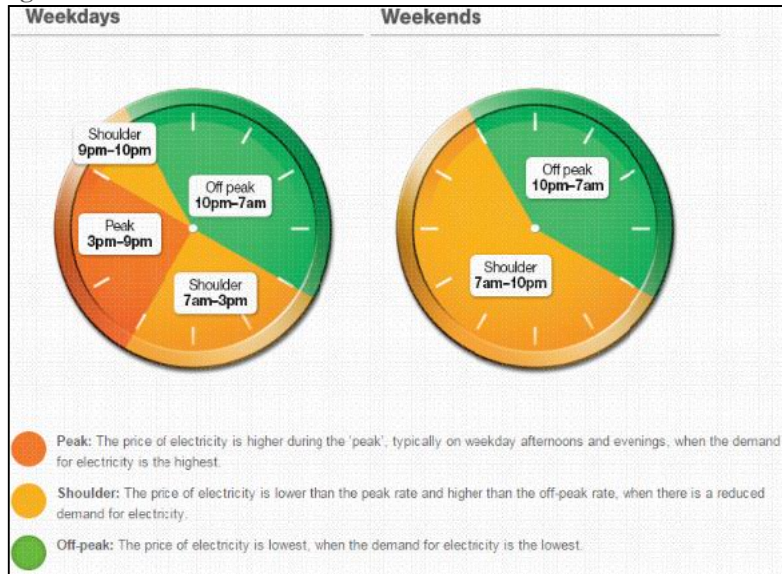 Weekdays
Weekends
Shoulder
9pm–10pm
Off peak
10pm–7am
Peak
3pm–9pm
Shoulder
7am–3pm
Off peak
10pm–7am
Shoulder
7am–10pm
Peak: The price of electricity is higher during the ‘peak’, typically on weekday afternoons and evenings, when the demand
for electricity is the highest.
Shoulder: The price of electricity is lower than the peak rate and higher than the off-peak rate, when there is a reduced
demand for electricity.
Off-peak: The price of electricity is lowest, when the demand for electricity is the lowest.